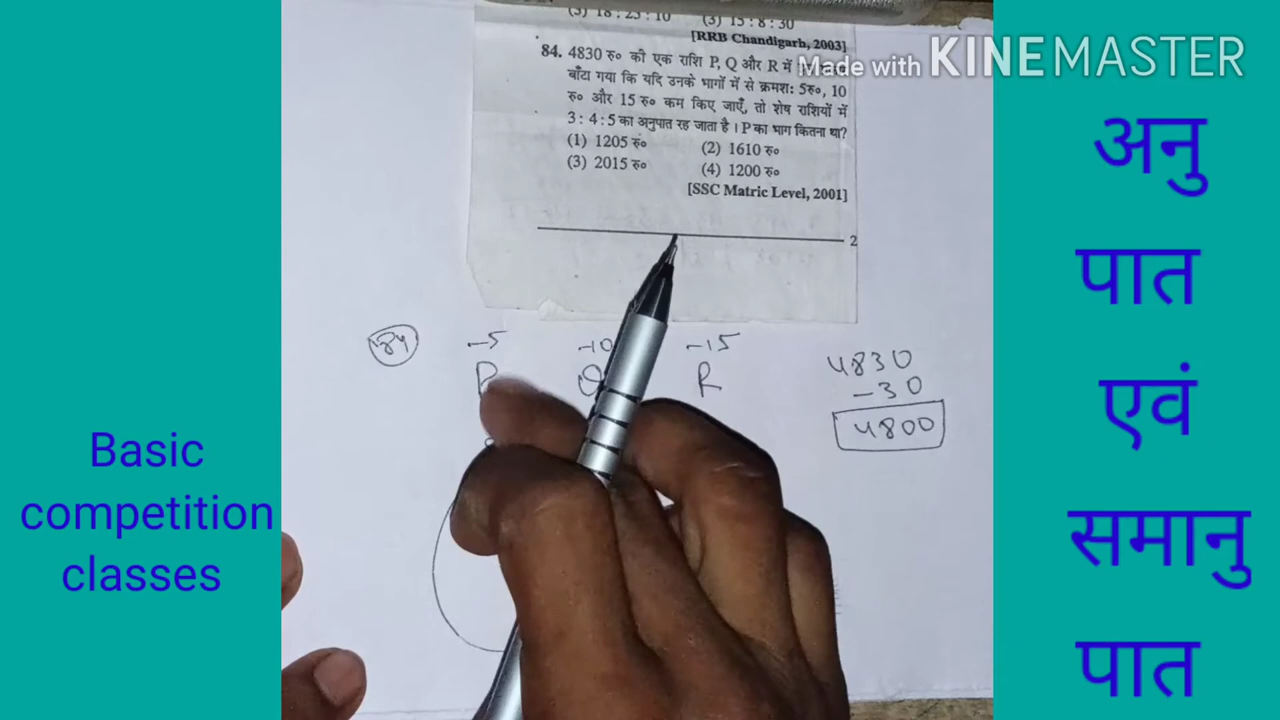 (3) 18 : 25 : 10 (3) 15 : 8 : 30
[RRB Chandigarh, 2003]
84. 4830 रु० की एक राशि P, Q और R में
बाँटा गया कि यदि उनके भागों में से क्रमश: 5रु०, 10
रु० और 15 रु० कम किए जाएँ, तो शेष राशियों में
3 : 4 : 5 का अनुपात रह जाता है। P का भाग कितना था?
(1) 1205 रु० (2) 1610 रु०
(3) 2015 रु० (4) 1200 रु०
[SSC Matric Level, 2001]
2
Made with KINEMASTER
84 -5 -10 -15
P Q R
4830
-30
4800
Basic
competition
classes
अनु
पात
एवं
समानु
पात